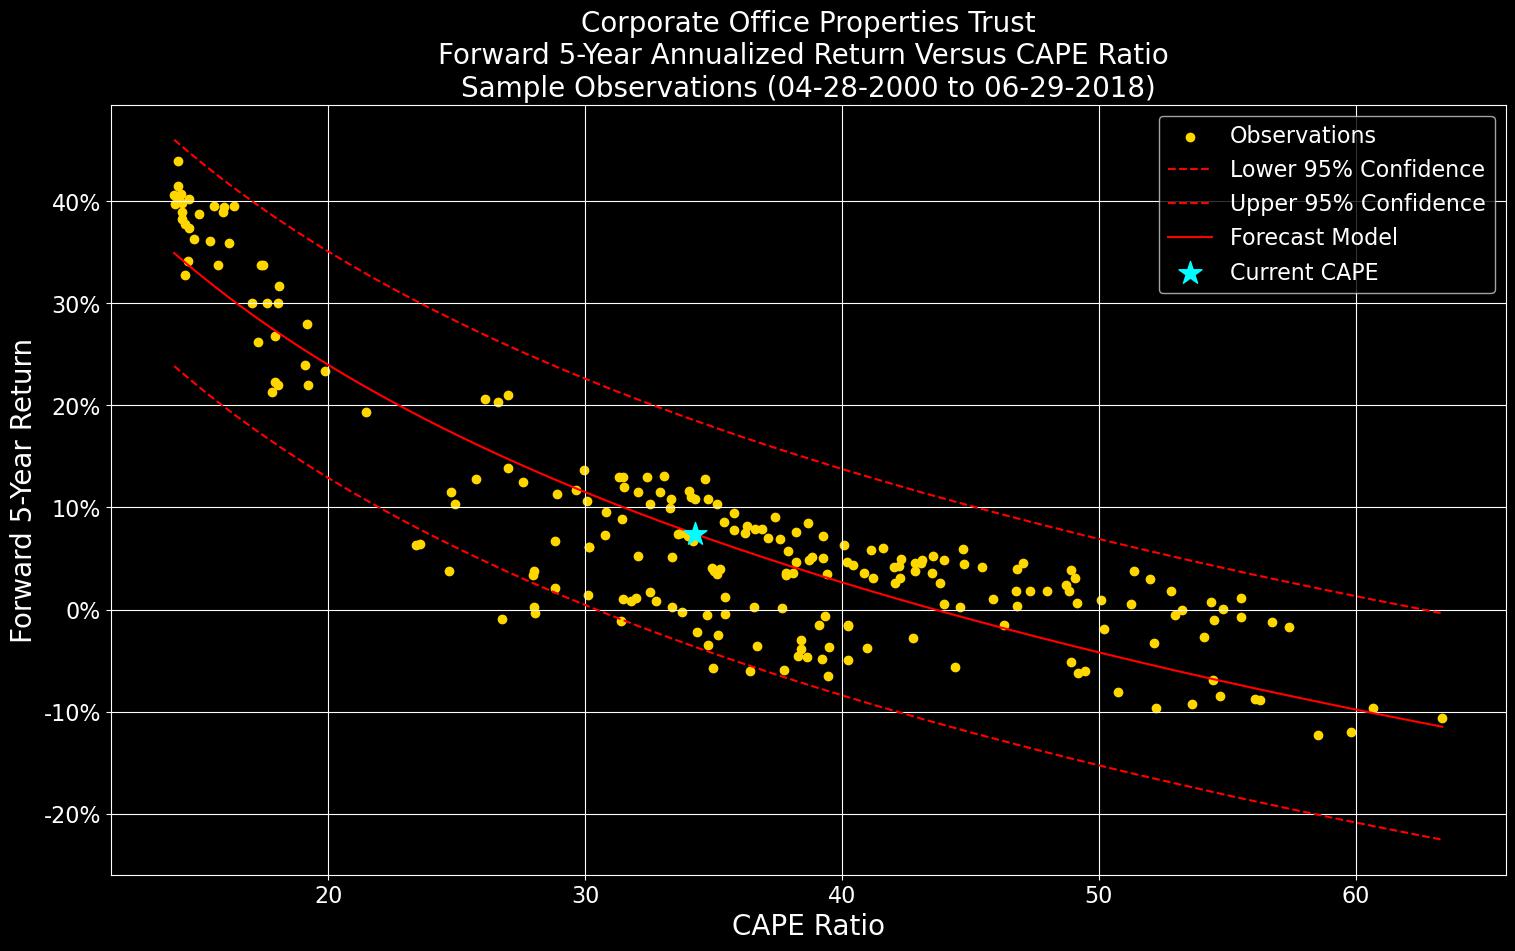 Corporate Office Properties Trust
Forward 5-Year Annualized Return Versus CAPE Ratio
Sample Observations (04-28-2000 to 06-29-2018)
Observations
Lower 95% Confidence
Upper 95% Confidence
Forecast Model
Current CAPE
Forward 5-Year Return
40%
30%
20%
10%
0%
-10%
-20%
20
30
40
50
60
CAPE Ratio